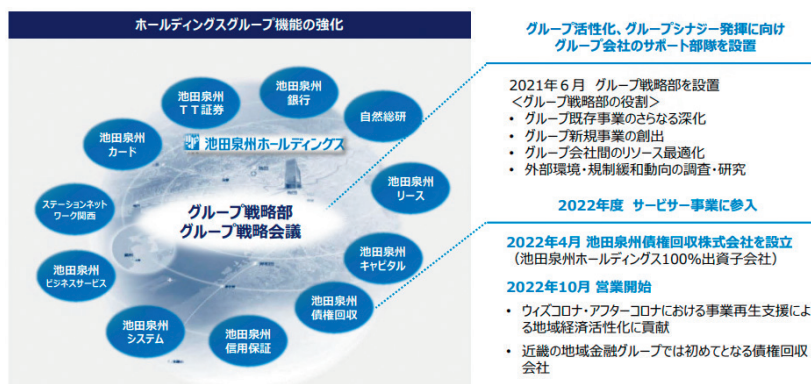 ホールディングスグループ機能の強化
池田泉州
銀行
池田泉州
ＴＴ証券
自然総研
池田泉州
カード
池田泉州ホールディングス
池田泉州
リース
ステーションネット
ワーク関西
グループ戦略部
グループ戦略会議
池田泉州
キャピタル
池田泉州
ビジネスサービス
池田泉州
債権回収
池田泉州
システム
池田泉州
信用保証
グループ活性化、グループシナジー発揮に向け
グループ会社のサポート部隊を設置
2021年６月 グループ戦略部を設置
＜グループ戦略部の役割＞
• グループ既存事業のさらなる深化
• グループ新規事業の創出
• グループ会社間のリソース最適化
• 外部環境・規制緩和動向の調査・研究
2022年度 サービサー事業に参入
2022年4月 池田泉州債権回収株式会社を設立
（池田泉州ホールディングス100%出資子会社）
2022年10月 営業開始
• ウィズコロナ・アフターコロナにおける事業再生支援によ
る地域経済活性化に貢献
• 近畿の地域金融グループでは初めてとなる債権回収
会社